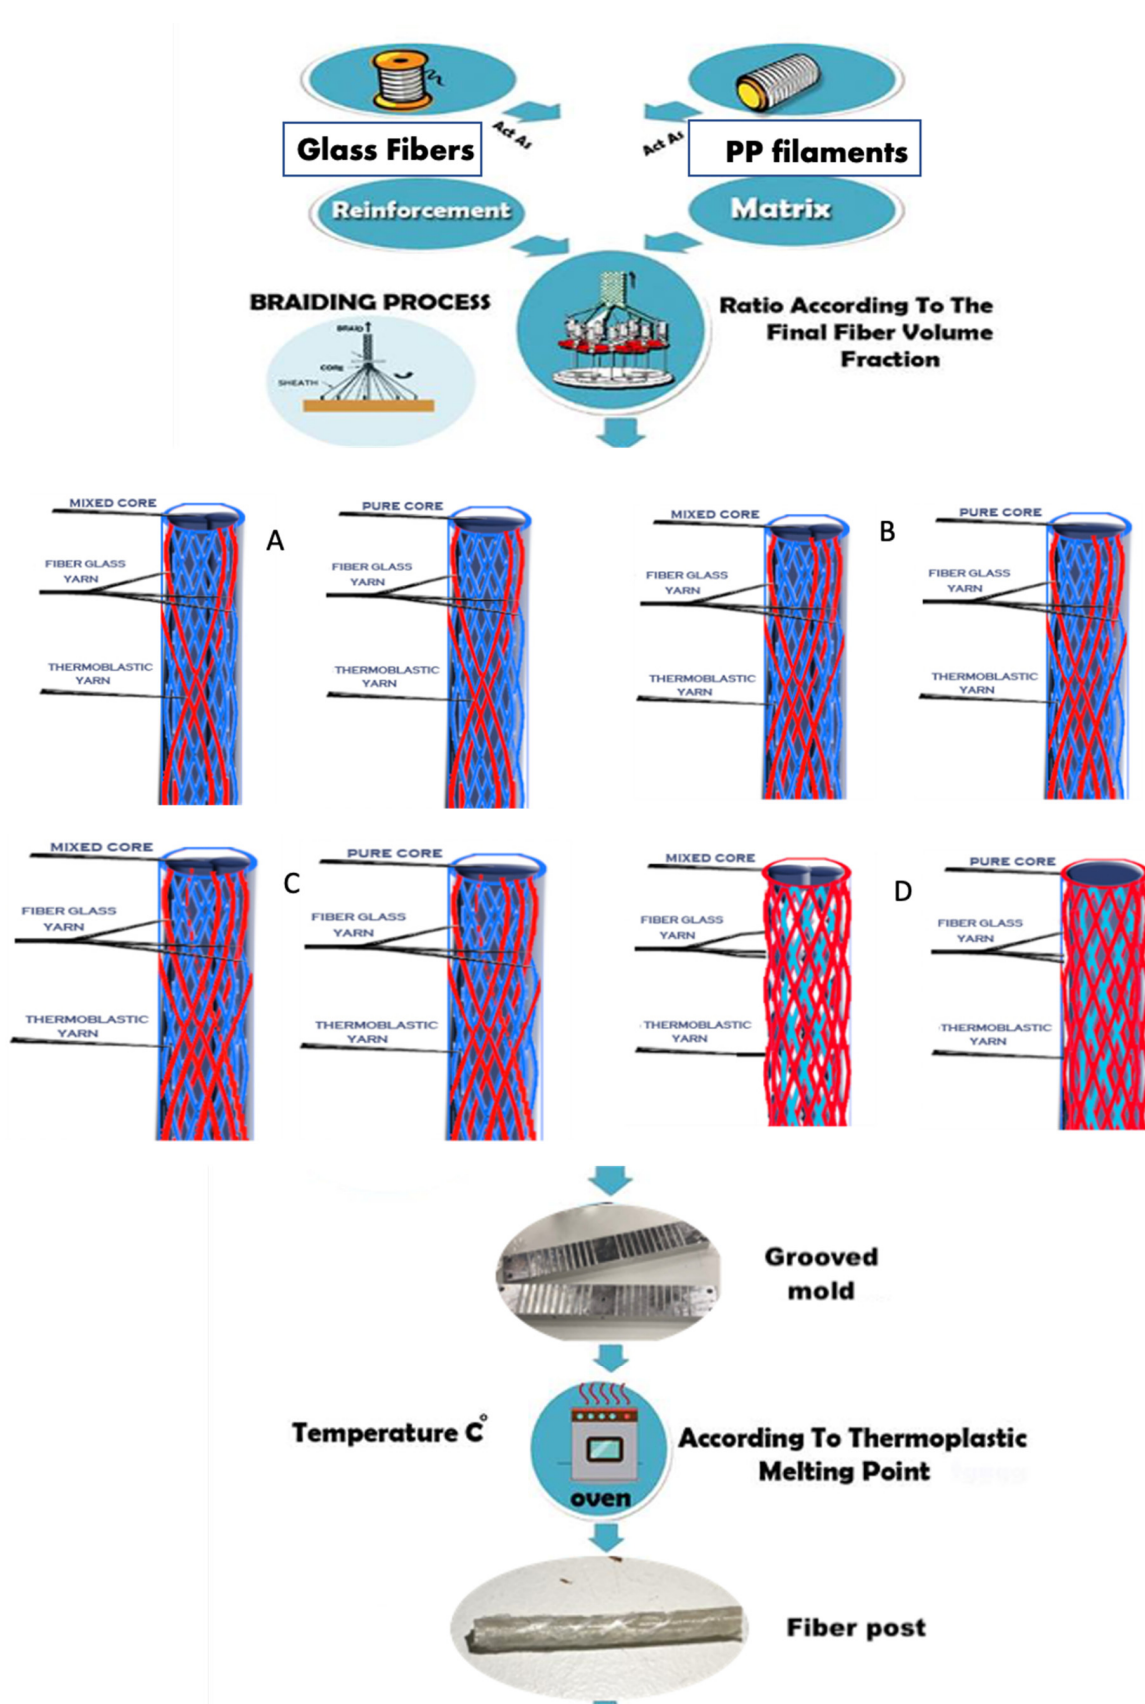 Act As
Act As
Glass Fibers
PP filaments
Reinforcement
Matrix
BRAIDING PROCESS
BRAID
CORE
SHEATH
Ratio According To The
Final Fiber Volume
Fraction
MIXED CORE
FIBER GLASS
YARN
THERMOBLASTIC
YARN
A
PURE CORE
FIBER GLASS
YARN
THERMOBLASTIC
YARN
MIXED CORE
FIBER GLASS
YARN
THERMOBLASTIC
YARN
B
PURE CORE
FIBER GLASS
YARN
THERMOBLASTIC
YARN
MIXED CORE
FIBER GLASS
YARN
THERMOBLASTIC
YARN
C
PURE CORE
FIBER GLASS
YARN
THERMOBLASTIC
YARN
MIXED CORE
FIBER GLASS
YARN
THERMOBLASTIC
YARN
D
PURE CORE
FIBER GLASS
YARN
THERMOBLASTIC
YARN
Grooved
mold
Temperature C°
oven
According To Thermoplastic
Melting Point
Fiber post